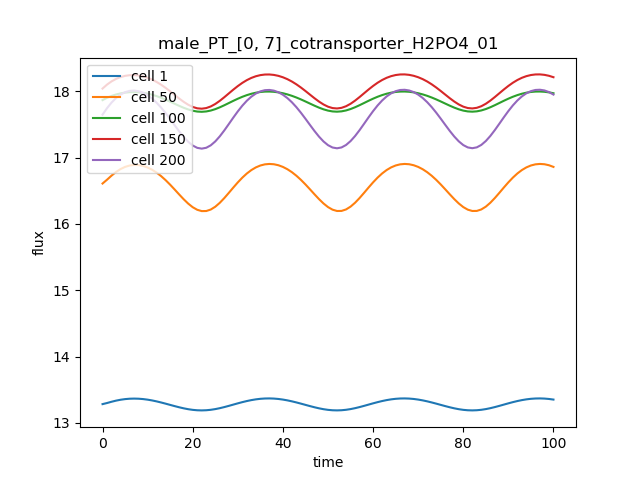 male_PT_[0, 7]_cotransporter_H2PO4_01
cell 1
cell 50
cell 100
cell 150
cell 200
18
17
16
15
14
13
flux
0 20 40 60 80 100
time